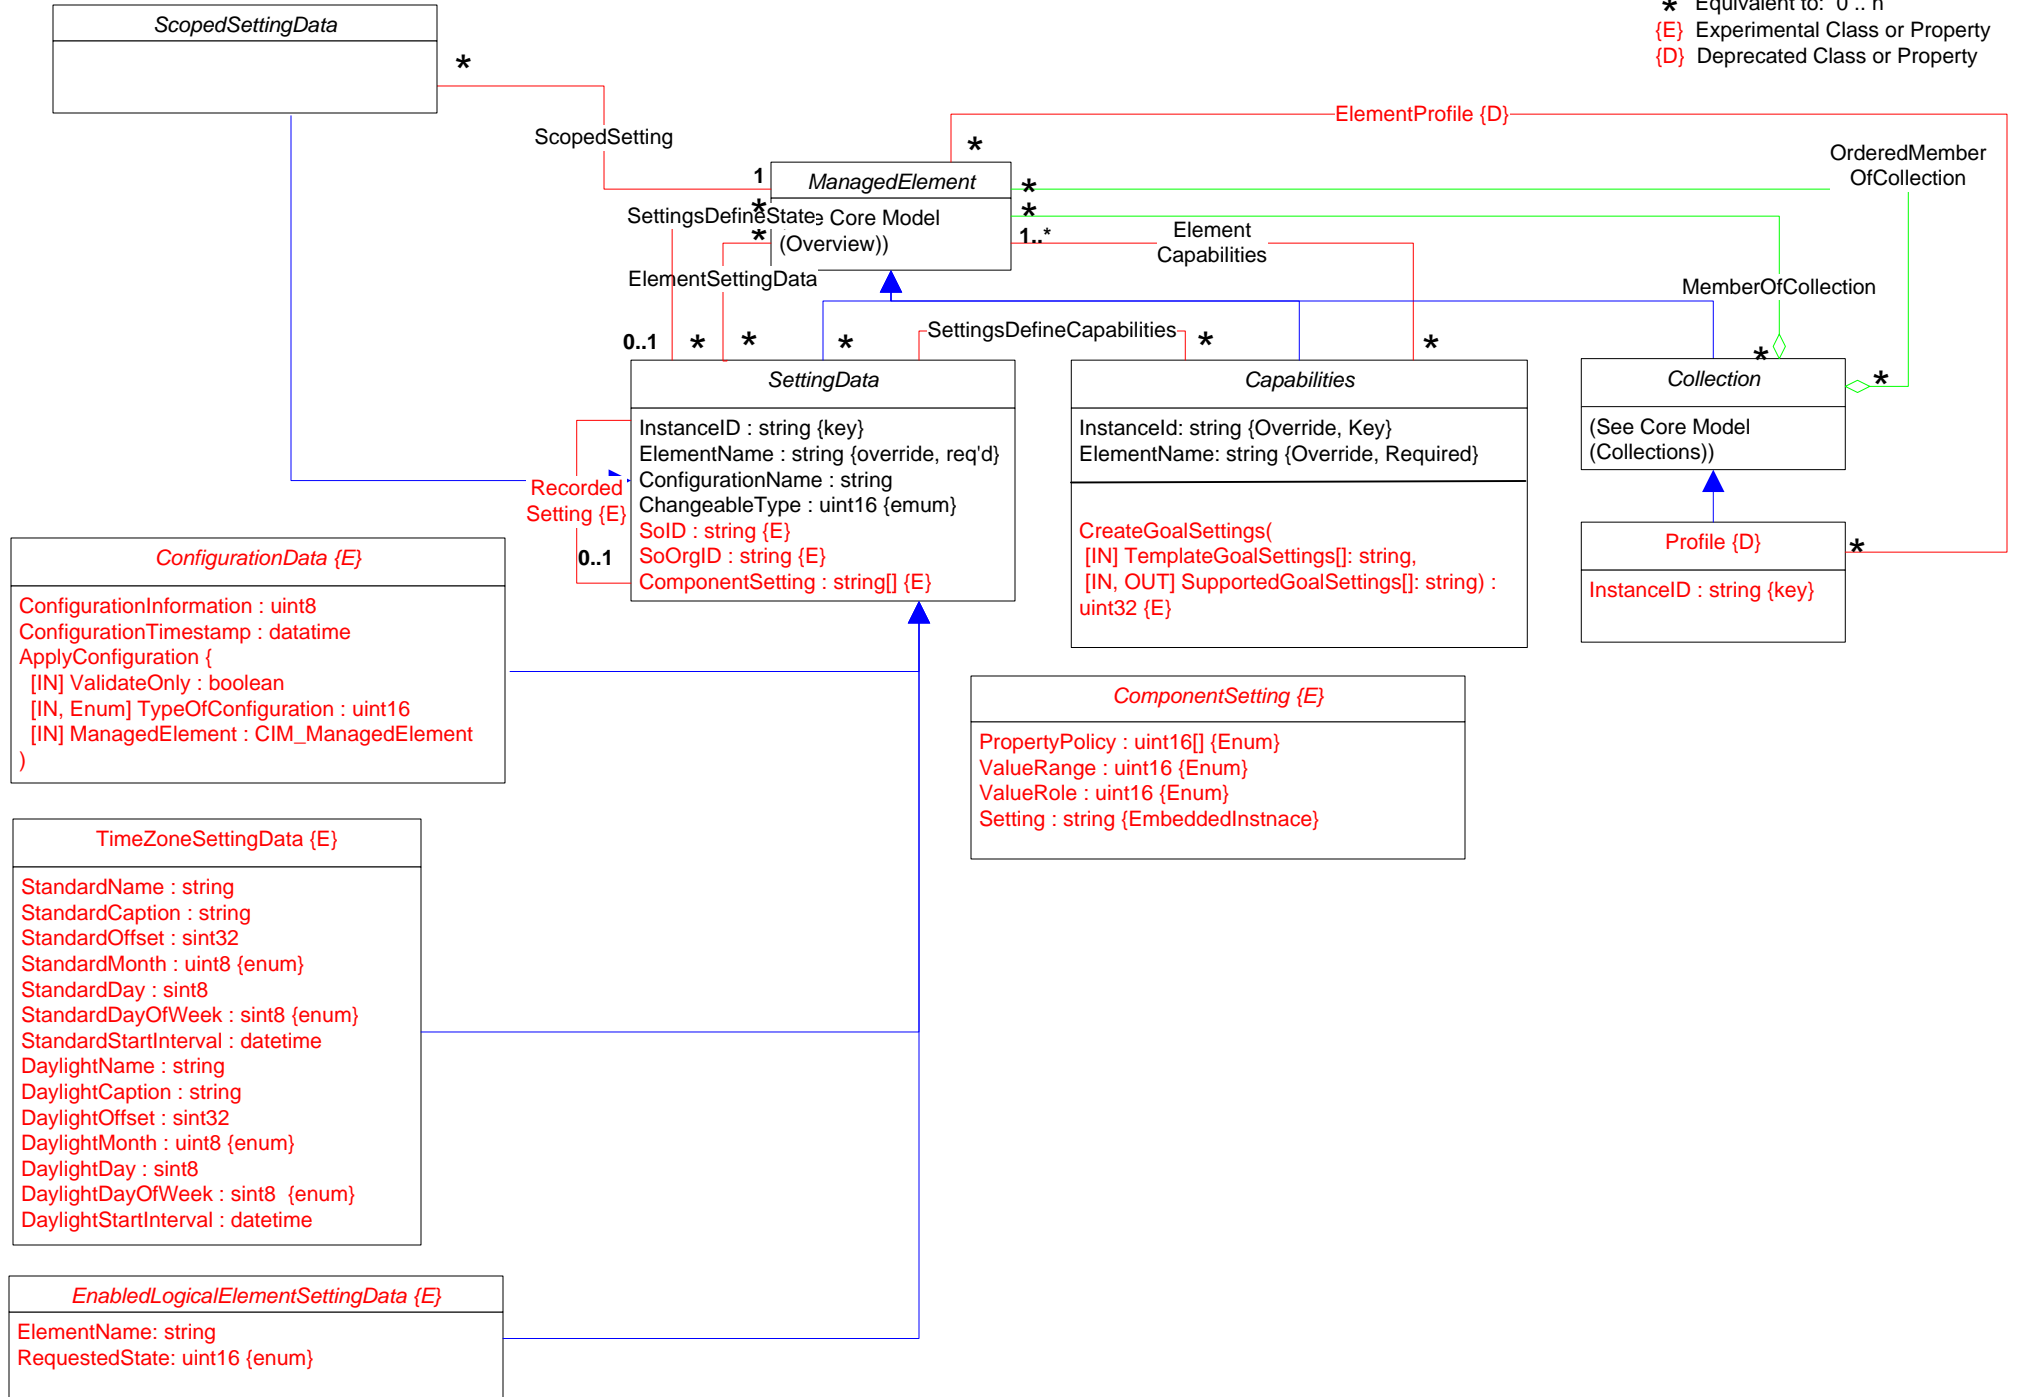 * Equivalent to: 0 .. n
{E} Experimental Class or Property
{D} Deprecated Class or Property
ScopedSettingData
*
ScopedSetting
ElementProfile {D}
OrderedMember
OfCollection
*
1
ManagedElement
*
*
SettingsDefineState
*
e Core Model
(Overview))
*
1..*
Element
Capabilities
ElementSettingData
MemberOfCollection
0..1
*
*
*
SettingsDefineCapabilities
*
*
*
*
SettingData
InstanceID : string {key}
ElementName : string {override, req'd}
ConfigurationName : string
ChangeableType : uint16 {emum}
SoID : string {E}
SoOrgID : string {E}
ComponentSetting : string[] {E}
Recorded
Setting {E}
0..1
Capabilities
InstanceId: string {Override, Key}
ElementName: string {Override, Required}
CreateGoalSettings(
[IN] TemplateGoalSettings[]: string,
[IN, OUT] SupportedGoalSettings[]: string) :
uint32 {E}
Collection
(See Core Model
(Collections))
Profile {D}
*
InstanceID : string {key}
ConfigurationData {E}
ConfigurationInformation : uint8
ConfigurationTimestamp : datatime
ApplyConfiguration {
[IN] ValidateOnly : boolean
[IN, Enum] TypeOfConfiguration : uint16
[IN] ManagedElement : CIM_ManagedElement
)
ComponentSetting {E}
PropertyPolicy : uint16[] {Enum}
ValueRange : uint16 {Enum}
ValueRole : uint16 {Enum}
Setting : string {EmbeddedInstnace}
TimeZoneSettingData {E}
StandardName : string
StandardCaption : string
StandardOffset : sint32
StandardMonth : uint8 {enum}
StandardDay : sint8
StandardDayOfWeek : sint8 {enum}
StandardStartInterval : datetime
DaylightName : string
DaylightCaption : string
DaylightOffset : sint32
DaylightMonth : uint8 {enum}
DaylightDay : sint8
DaylightDayOfWeek : sint8 {enum}
DaylightStartInterval : datetime
EnabledLogicalElementSettingData {E}
ElementName: string
RequestedState: uint16 {enum}